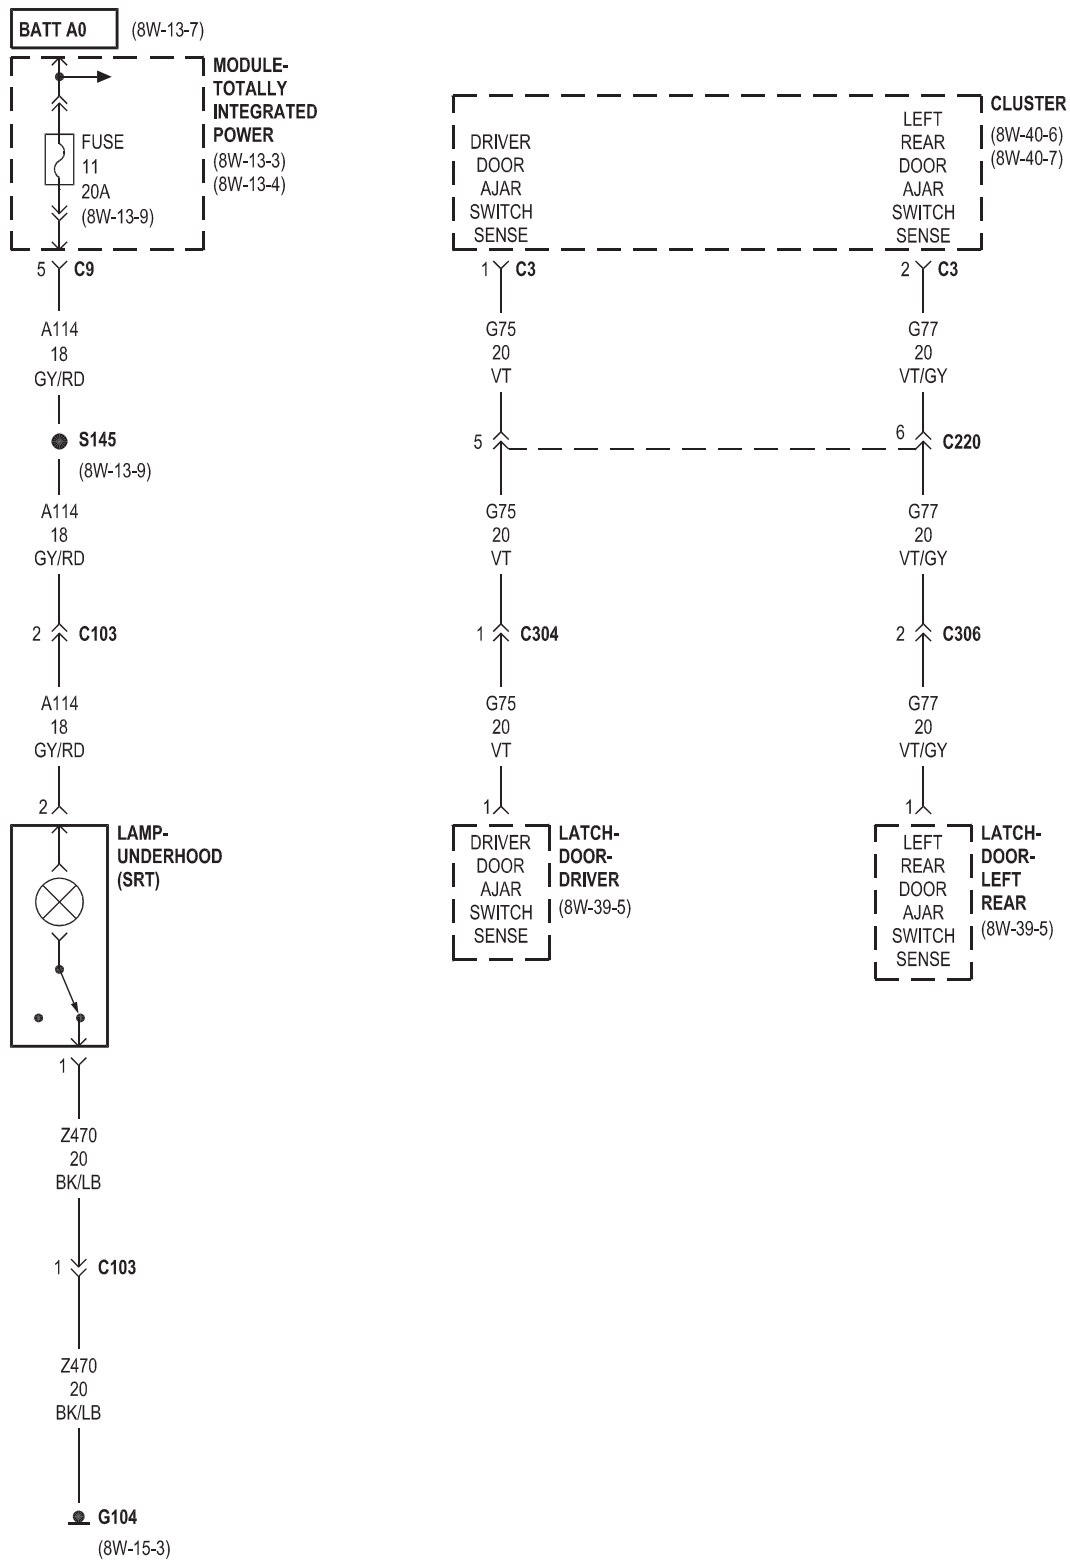 BATT A0 (8W-13-7)
MODULE-
TOTALLY
INTEGRATED
POWER
(8W-13-3)
(8W-13-4)
FUSE
11
20A
(8W-13-9)
5 C9
A114
18
GY/RD
S145
(8W-13-9)
A114
18
GY/RD
2 C103
A114
18
GY/RD
2
LAMP-
UNDERHOOD
(SRT)
1
Z470
20
BK/LB
1 C103
Z470
20
BK/LB
G104
(8W-15-3)
DRIVER
DOOR
AJAR
SWITCH
SENSE
1 C3
G75
20
VT
5
G75
20
VT
1 C304
G75
20
VT
1
DRIVER
DOOR
AJAR
SWITCH
SENSE
LATCH-
DOOR-
DRIVER
(8W-39-5)
LEFT
REAR
DOOR
AJAR
SWITCH
SENSE
CLUSTER
(8W-40-6)
(8W-40-7)
2 C3
G77
20
VT/GY
6 C220
G77
20
VT/GY
2 C306
G77
20
VT/GY
1
LEFT
REAR
DOOR
AJAR
SWITCH
SENSE
LATCH-
DOOR-
LEFT
REAR
(8W-39-5)